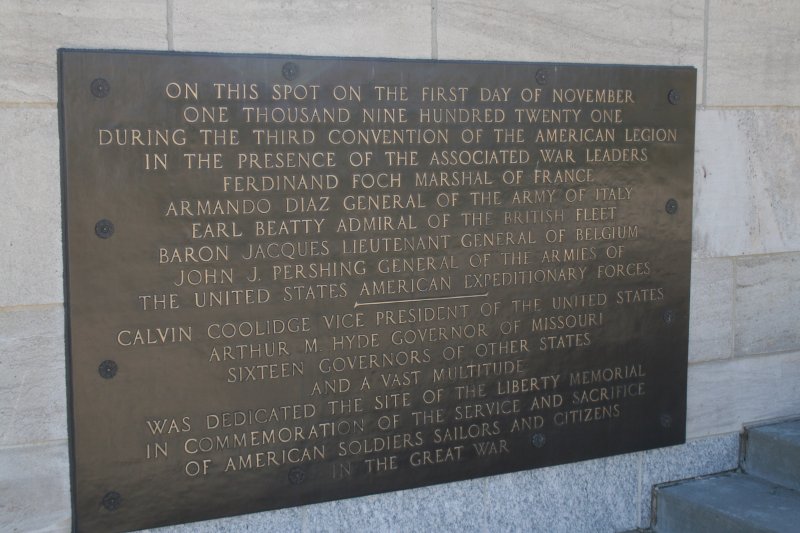 ON THIS SPOT ON THE FIRST DAY OF NOVEMBER
ONE THOUSAND NINE HUNDRED TWENTY ONE
DURING THE THIRD CONVENTION OF THE AMERICAN LEGION
IN THE PRESENCE OF THE ASSOCIATED WAR LEADERS
FERDINAND FOCH MARSHAL OF FRANCE
ARMANDO DIAZ GENERAL OF THE ARMY OF ITALY
EARL BEATTY ADMIRAL OF THE BRITISH FLEET
BARON JACQUES LIEUTENANT GENERAL OF BELGIUM
JOHN J. PERSHING GENERAL OF THE ARMIES OF
THE UNITED STATES AMERICAN EXPEDITIONARY FORCES
CALVIN COOLIDGE VICE PRESIDENT OF THE UNITED STATES
ARTHUR M. HYDE GOVERNOR OF MISSOURI
SIXTEEN GOVERNORS OF OTHER STATES
AND A VAST MULTITUDE
WAS DEDICATED THE SITE OF THE LIBERTY MEMORIAL
IN COMMEMORATION OF THE SERVICE AND SACRIFICE
OF AMERICAN SOLDIERS SAILORS AND CITIZENS
IN THE GREAT WAR